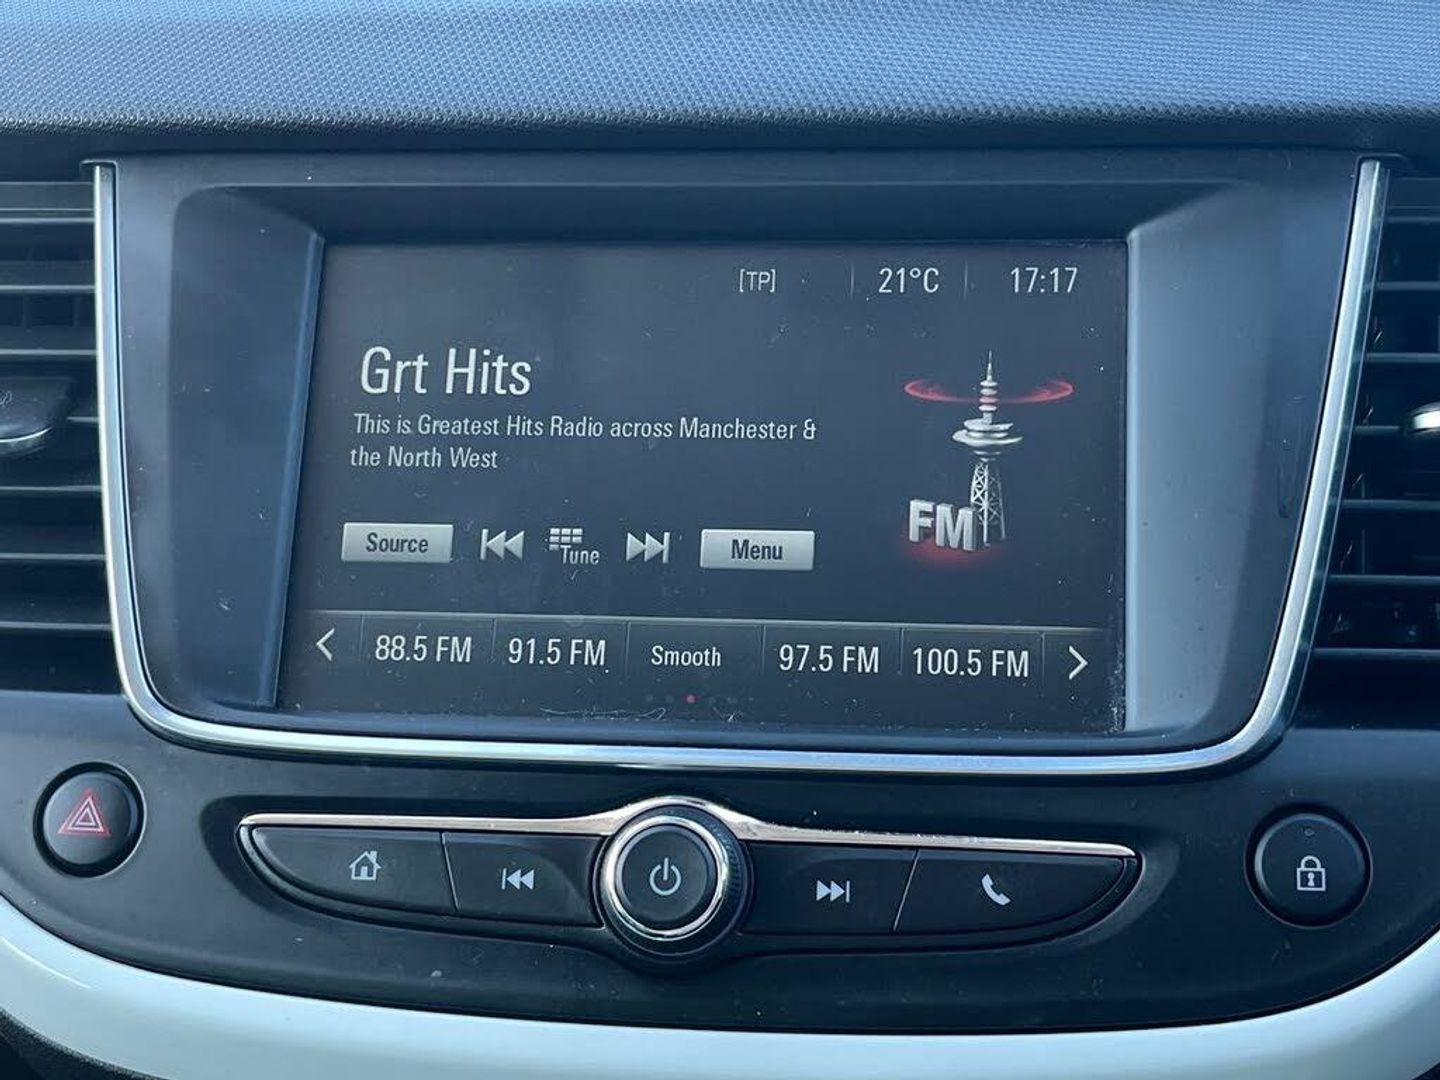 [TP] 21°C 17:17
Grt Hits
This is Greatest Hits Radio across Manchester &
the North West
FM
Source Tune Menu
88.5 FM 91.5 FM Smooth 97.5 FM 100.5 FM